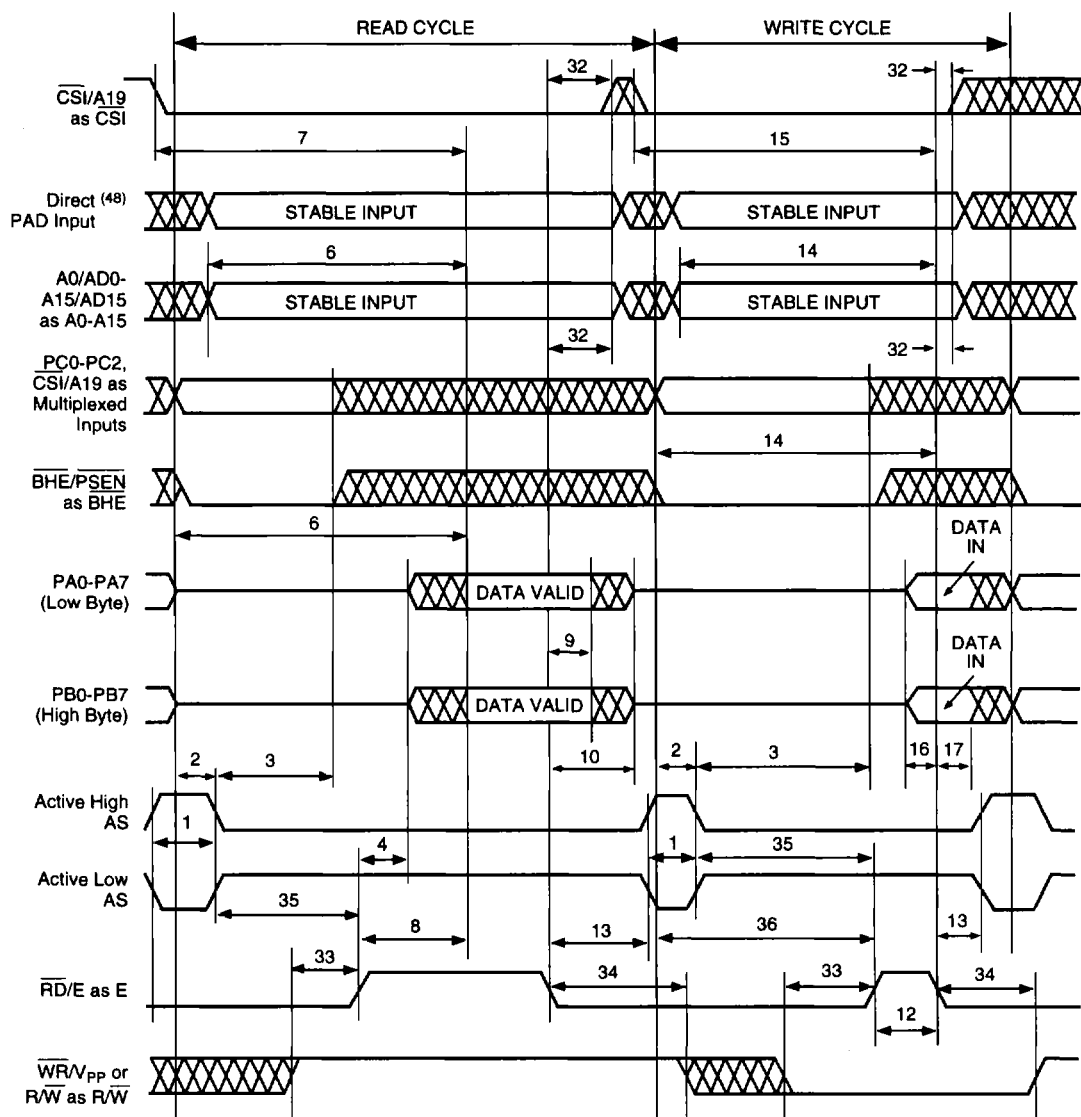 READ CYCLE WRITE CYCLE
32 32
CSI/A19
as CSI
7 15
Direct (48)
PAD Input
STABLE INPUT STABLE INPUT
6 14
A0/AD0-
A15/AD15
as A0-A15
STABLE INPUT STABLE INPUT
32 32
PC0-PC2,
CSI/A19 as
Multiplexed
Inputs
14
BHE/PSEN
as BHE
6
DATA
IN
PA0-PA7
(Low Byte)
DATA VALID
9
DATA
IN
PB0-PB7
(High Byte)
DATA VALID
2 3 10 2 3 16 17
Active High
AS
1 4 1 35
Active Low
AS
35 8 13 36 13
33 34 33 34
RD/E as E
12
WR/VPP or
R/W as R/W